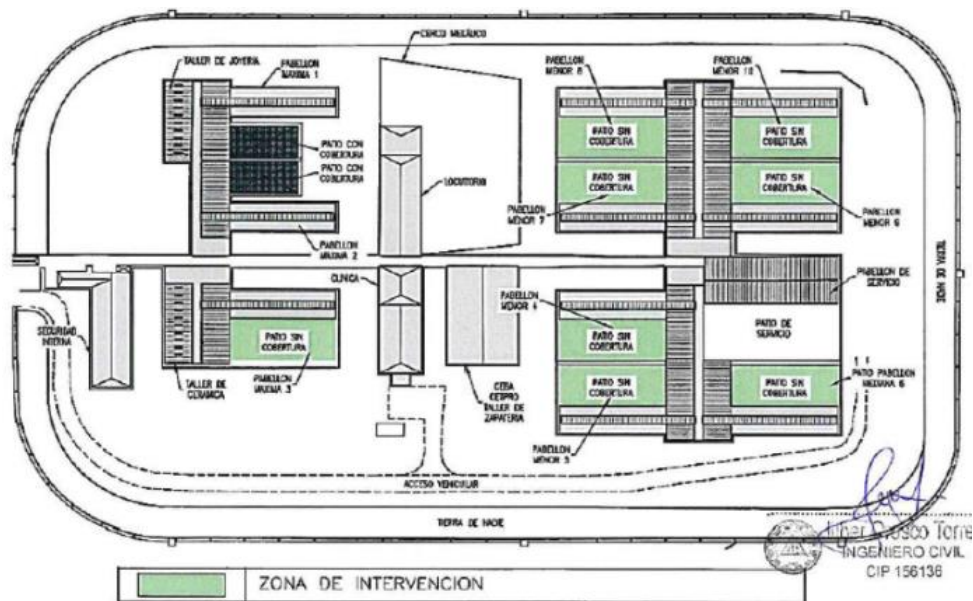 CERCO METÁLICO
TALLER DE JOYERÍA
PABELLON
MAXIMA 1
PABELLON
MENOR 8
PABELLON
MENOR 10
PATIO CON
COBERTURA
PATIO CON
COBERTURA
PATIO SIN
COBERTURA
PATIO SIN
COBERTURA
LOCUTORIO
PATIO SIN
COBERTURA
PATIO SIN
COBERTURA
PABELLON
MENOR 7
PABELLON
MENOR 9
PABELLON
MAXIMA 2
TIERRA DE NADIE
CLINICA
PABELLON DE
SERVICIO
PABELLON
MENOR 4
SEGURIDAD
INTERNA
PATIO SIN
COBERTURA
PATIO SIN
COBERTURA
PATIO DE
SERVICIO
TALLER DE
CERAMICA
PABELLON
MAXIMA 3
CEBA
CETPRO
TALLER DE
ZAPATERIA
PATIO SIN
COBERTURA
PATIO SIN
COBERTURA
PATIO PABELLON
MEDIANA 6
PABELLON
MENOR 5
ACCESO VEHICULAR
TIERRA DE NADIE
INGENIERO CIVIL
CIP 156136
ZONA DE INTERVENCION